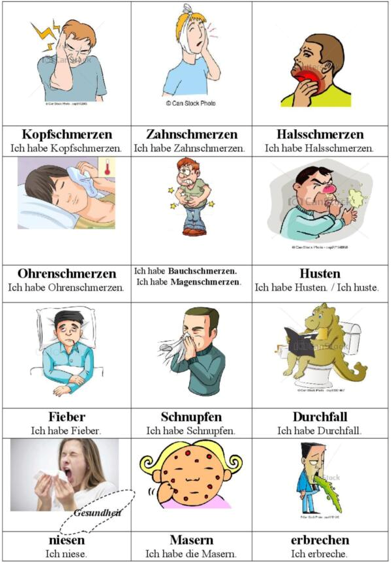 © Can Stock Photo
Kopfschmerzen
Ich habe Kopfschmerzen.
Zahnschmerzen
Ich habe Zahnschmerzen.
Halsschmerzen
Ich habe Halsschmerzen.
Ohrenschmerzen
Ich habe Ohrenschmerzen.
Ich habe Bauchschmerzen.
Ich habe Magenschmerzen.
Husten
Ich habe Husten. / Ich huste.
Fieber
Ich habe Fieber.
Schnupfen
Ich habe Schnupfen.
Durchfall
Ich habe Durchfall.
Gesundheit
niesen
Ich niese.
Masern
Ich habe die Masern.
erbrechen
Ich erbreche.